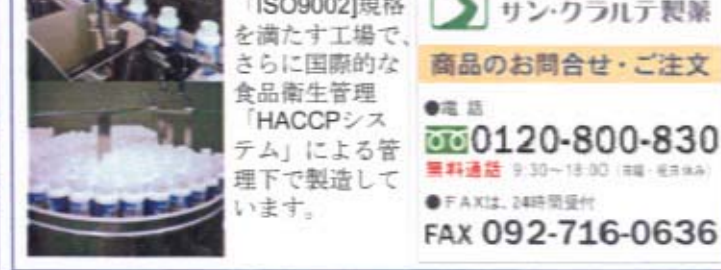 「ISO9002]規格
を満たす工場で、
さらに国際的な
食品衛生管理
「HACCPシス
テム」による管
理下で製造して
います。
サン・クラルテ製薬
商品のお問合せ・ご注文
●電 話
0120-800-830
無料通話 9:30~18:00
●FAXは、24時間受付
FAX 092-716-0636